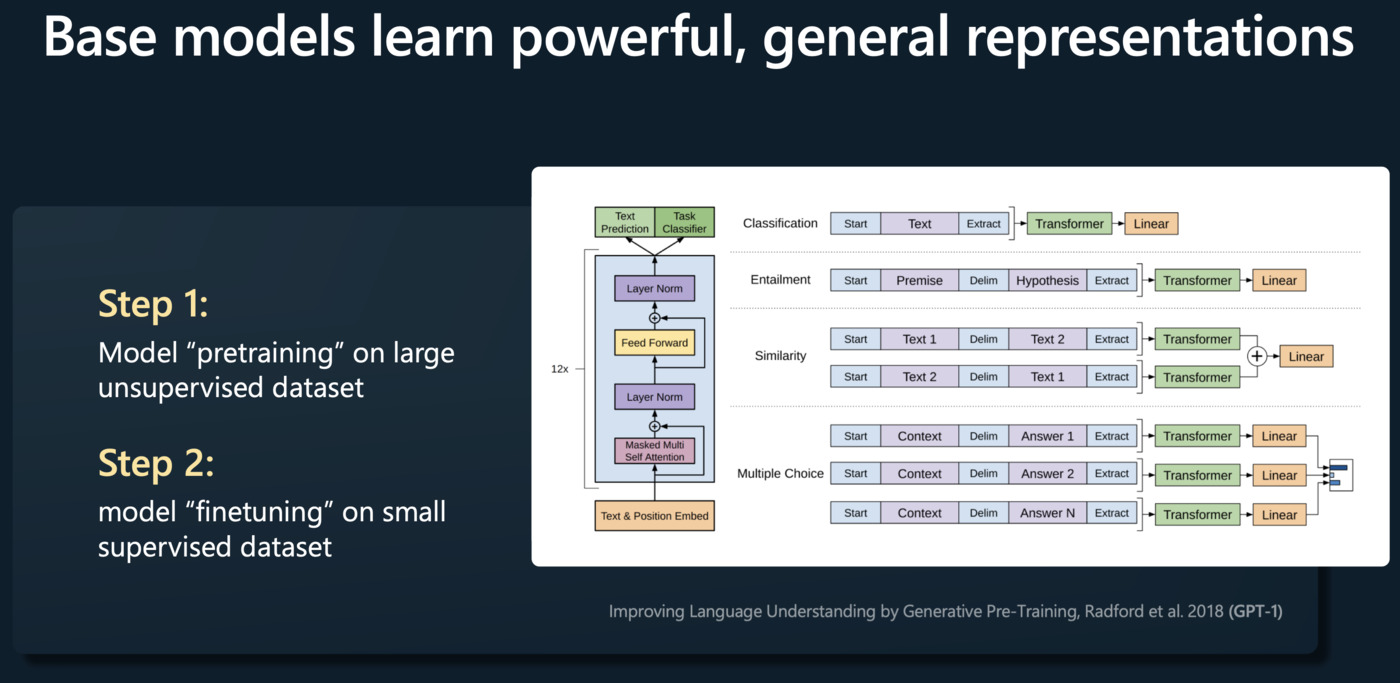 Base models learn powerful, general representations
Step 1:
Model “pretraining” on large
unsupervised dataset
Step 2:
model “finetuning” on small
supervised dataset
Text
Prediction
Task
Classifier
Layer Norm
Feed Forward
12x
Layer Norm
Masked Multi
Self Attention
Text & Position Embed
Classification Start Text Extract Transformer Linear
Entailment Start Premise Delim Hypothesis Extract Transformer Linear
Start Text 1 Delim Text 2 Extract Transformer
Similarity + Linear
Start Text 2 Delim Text 1 Extract Transformer
Start Context Delim Answer 1 Extract Transformer Linear
Multiple Choice Start Context Delim Answer 2 Extract Transformer Linear
Start Context Delim Answer N Extract Transformer Linear
Improving Language Understanding by Generative Pre-Training, Radford et al. 2018 (GPT-1)